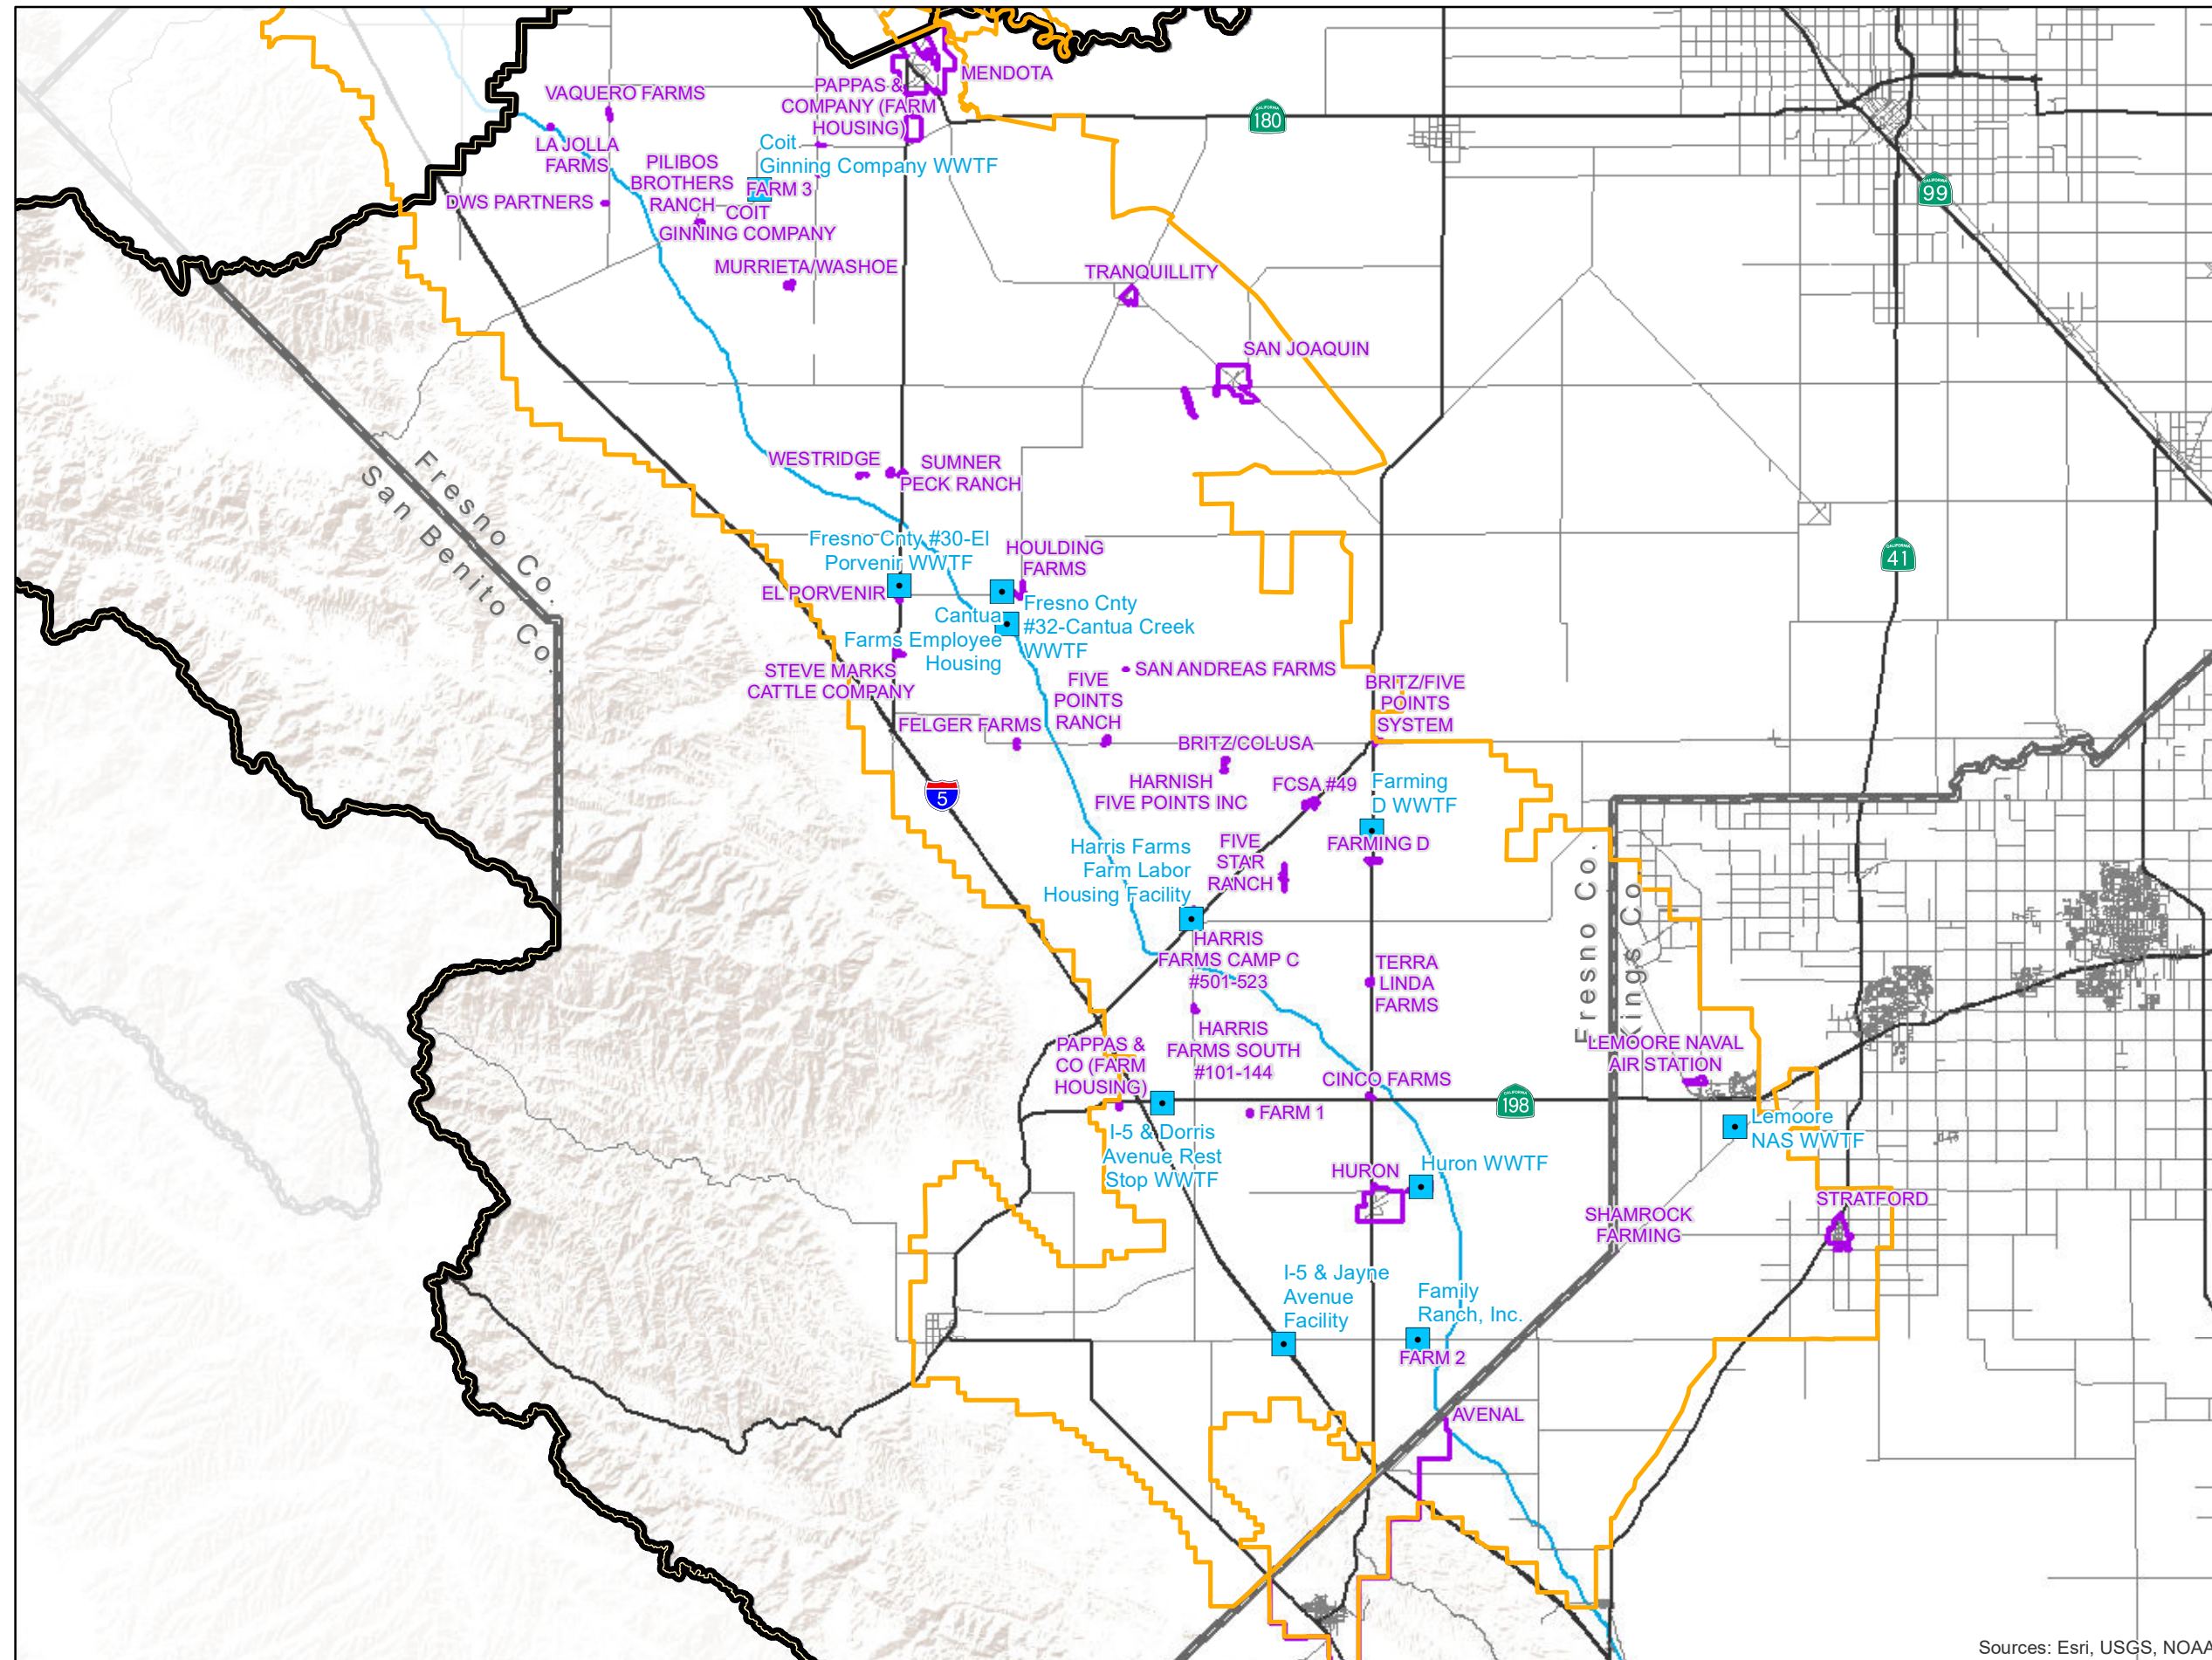 MENDOTA
VAQUERO FARMS
PAPPAS &
COMPANY (FARM
HOUSING)
CALIFORNIA
180
LA JOLLA
FARMS
Coit
Ginning Company WWTF
PILIBOS
BROTHERS
RANCH
FARM 3
CALIFORNIA
99
DWS PARTNERS
COIT
GINNING COMPANY
MURRIETA/WASHOE
TRANQUILLITY
SAN JOAQUIN
WESTRIDGE
SUMNER
PECK RANCH
Fresno Co.
San Benito Co.
Fresno Cnty #30-El
Porvenir WWTF
HOULDING
FARMS
CALIFORNIA
41
EL PORVENIR
Fresno Cnty
#32-Cantua Creek
WWTF
Cantua
Farms Employee
Housing
STEVE MARKS
CATTLE COMPANY
SAN ANDREAS FARMS
FIVE
POINTS
RANCH
BRITZ/FIVE
POINTS
SYSTEM
FELGER FARMS
BRITZ/COLUSA
HARNISH
FIVE POINTS INC
FCSA #49
Farming
D WWTF
5
FARMING D
FIVE
STAR
RANCH
Harris Farms
Farm Labor
Housing Facility
Fresno Co.
Kings Co.
HARRIS
FARMS CAMP C
#501-523
TERRA
LINDA
FARMS
HARRIS
FARMS SOUTH
#101-144
PAPPAS &
CO (FARM
HOUSING)
LEMOORE NAVAL
AIR STATION
CINCO FARMS
CALIFORNIA
198
FARM 1
Lemoore
NAS WWTF
I-5 & Dorris
Avenue Rest
Stop WWTF
HURON
Huron WWTF
STRATFORD
SHAMROCK
FARMING
I-5 & Jayne
Avenue
Facility
Family
Ranch, Inc.
FARM 2
AVENAL
Sources: Esri, USGS, NOAA